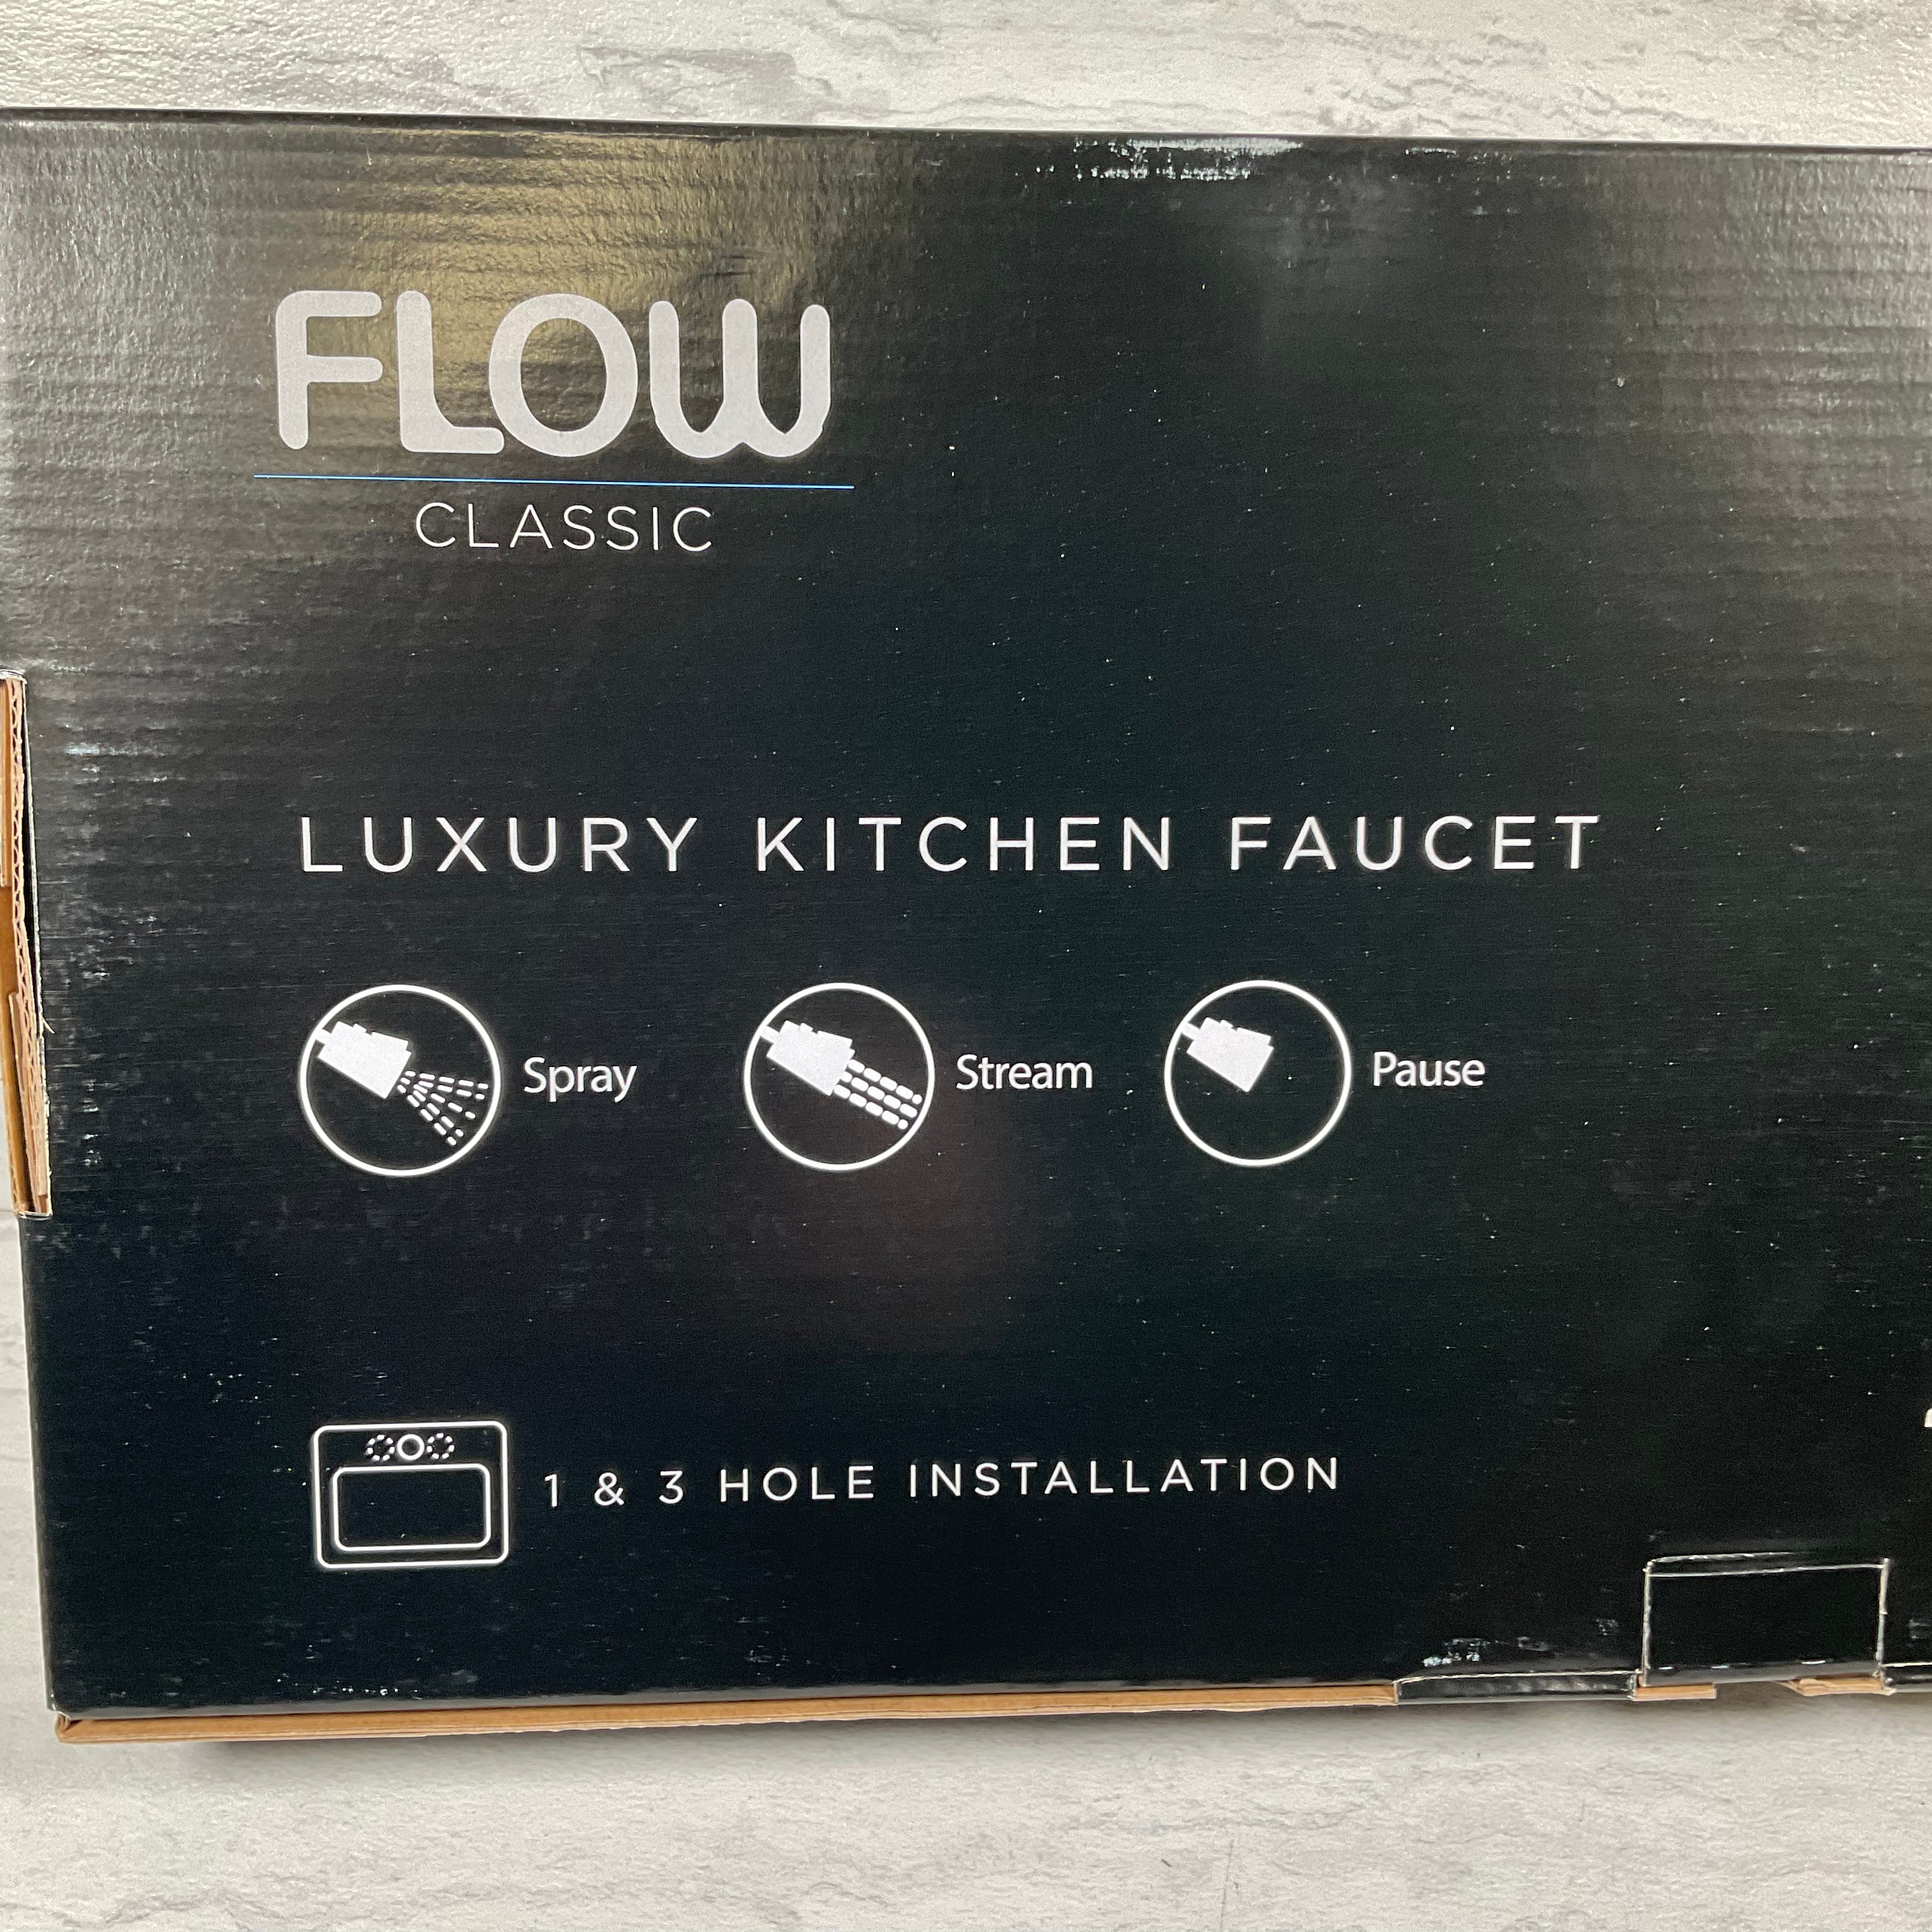 FLOW
CLASSIC
LUXURY KITCHEN FAUCET
Spray Stream Pause
1 & 3 HOLE INSTALLATION